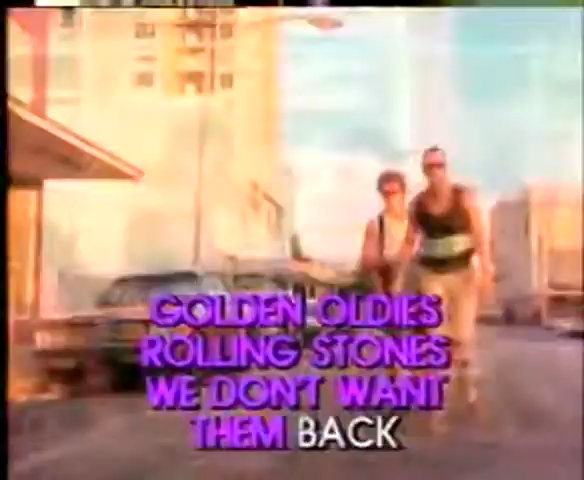 GOLDEN OLDIES
ROLLING STONES
WE DON'T WANT
THEM BACK